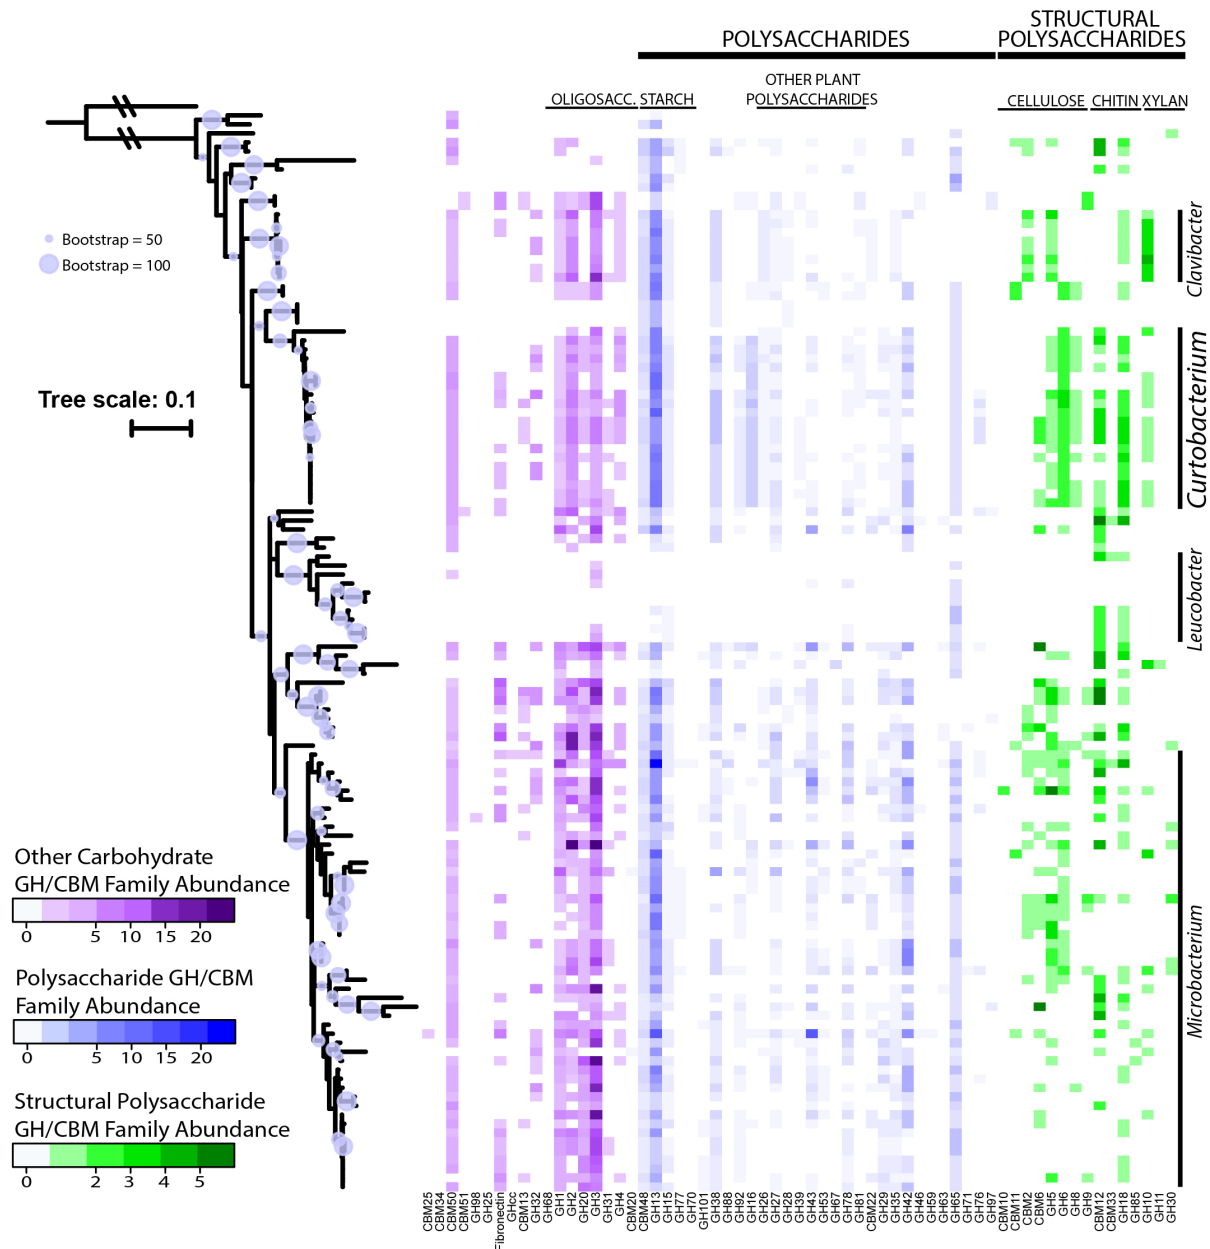 STRUCTURAL
POLYSACCHARIDES
POLYSACCHARIDES
OTHER PLANT
POLYSACCHARIDES
OLIGOSACC.
STARCH
CELLULOSE
CHITIN
XYLAN
Bootstrap = 50
Bootstrap = 100
Tree scale: 0.1
Clavibacter
Curtobacterium
Leucobacter
Microbacterium
Other Carbohydrate
GH/CBM Family Abundance
0 5 10 15 20
Polysaccharide GH/CBM
Family Abundance
0 5 10 15 20
Structural Polysaccharide
GH/CBM Family Abundance
0 2 3 4 5
CBM25
CBM34
CBM50
CBM51
GH98
GH25
Fibronectin
GHcc
CBM13
GH32
GH68
GH1
GH2
GH20
GH3
GH31
GH4
CBM20
CBM48
GH13
GH15
GH77
GH70
GH101
GH38
GH88
GH92
GH16
GH26
GH27
GH28
GH39
GH43
GH53
GH67
GH78
GH81
CBM22
GH29
GH35
GH42
GH46
GH59
GH63
GH65
GH71
GH76
GH97
CBM10
CBM11
CBM2
CBM6
GH5
GH6
GH8
GH9
CBM12
CBM33
GH18
GH85
GH10
GH11
GH30